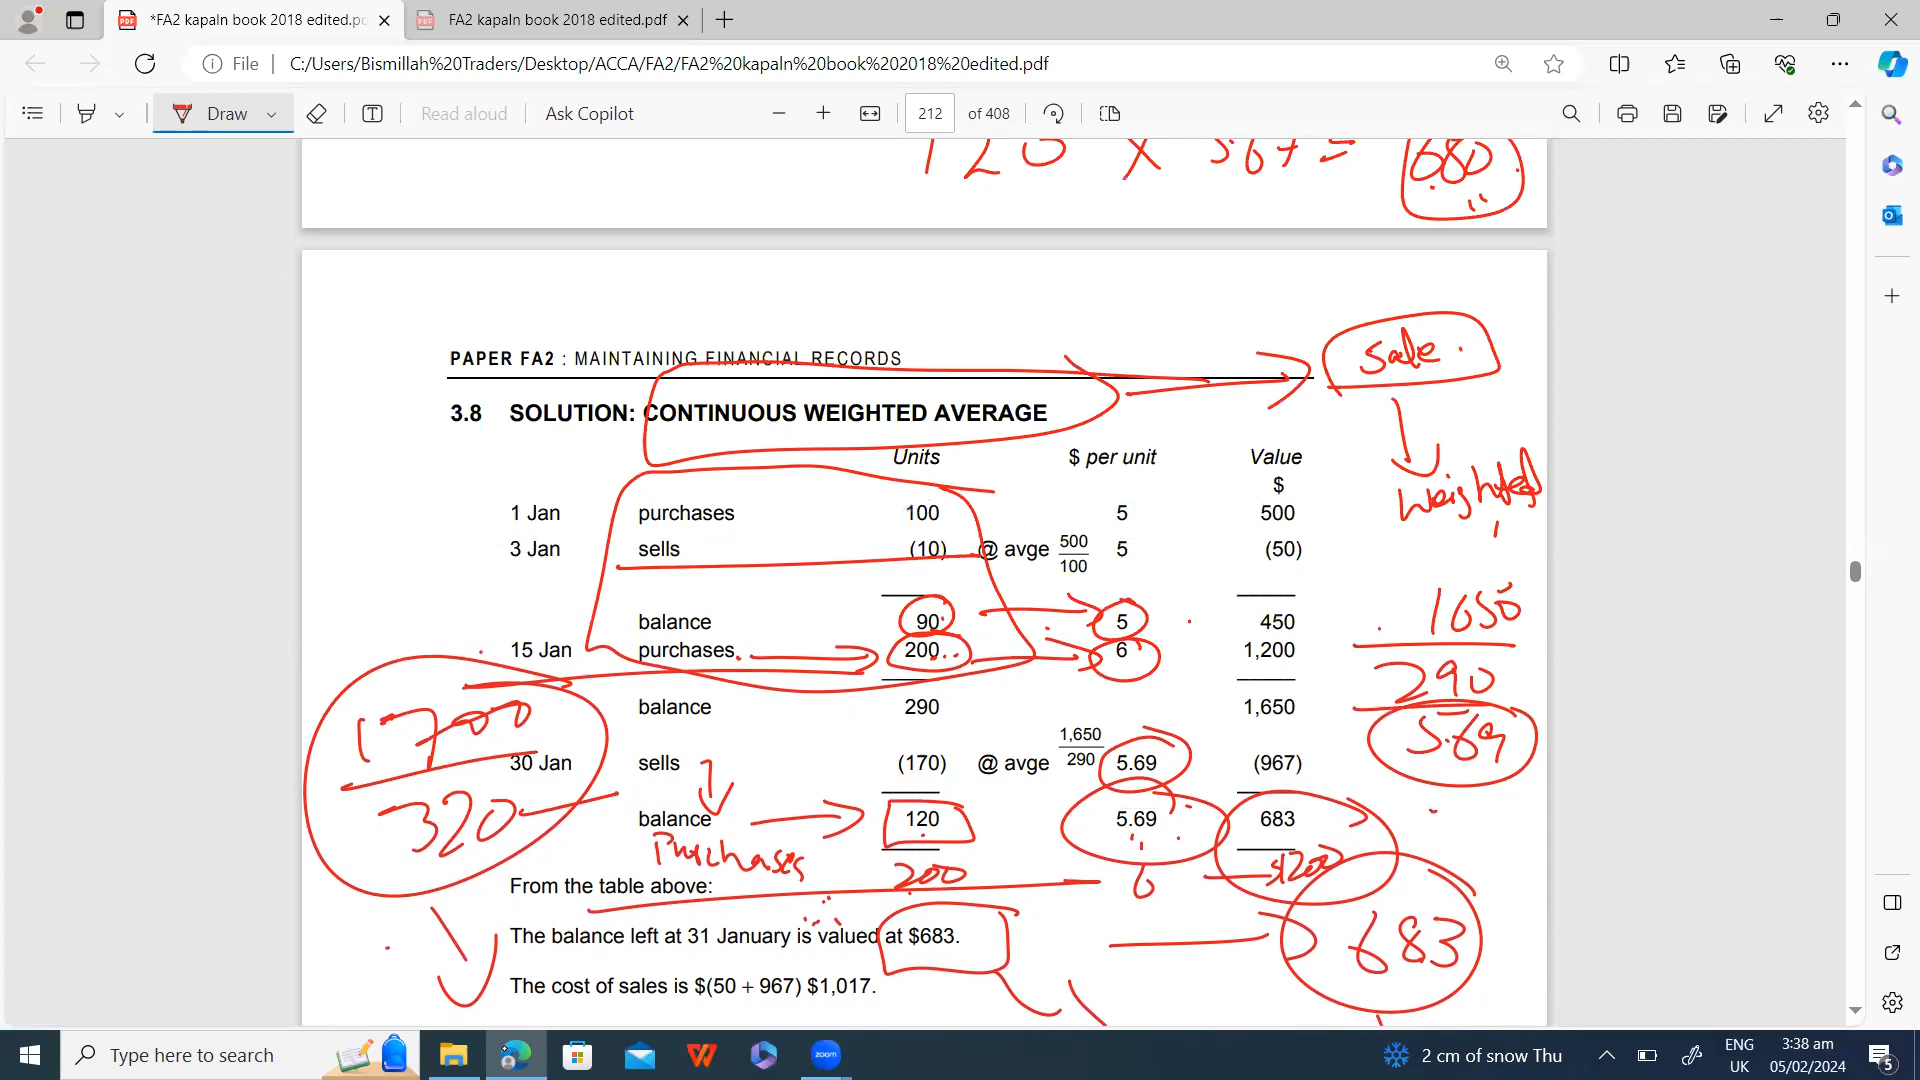 *FA2 kapaln book 2018 edited.pd
FA2 kapaln book 2018 edited.pdf
File
C:/Users/Bismillah%20Traders/Desktop/ACCA/FA2/FA2%20kapaln%20book%202018%20edited.pdf
Draw
Read aloud
Ask Copilot
212 of 408
120 X 5.67 = 680
PAPER FA2 : MAINTAINING FINANCIAL RECORDS
Sale.
3.8 SOLUTION: CONTINUOUS WEIGHTED AVERAGE
Units $ per unit Value
$
Weighted
1 Jan purchases 100 5 500
3 Jan sells (10) @ avge 500/100 5 (50)
balance 90 5 450
15 Jan purchases 200 6 1,200
1650
290
5.69
balance 290 1,650
1700
320
30 Jan sells (170) @ avge 1,650/290 5.69 (967)
balance 120 5.69 683
Purchases 200 6 $1200
From the table above:
The balance left at 31 January is valued at $683.
683
The cost of sales is $(50 + 967) $1,017.
Type here to search
zoom
2 cm of snow Thu
ENG
UK
3:38 am
05/02/2024
5